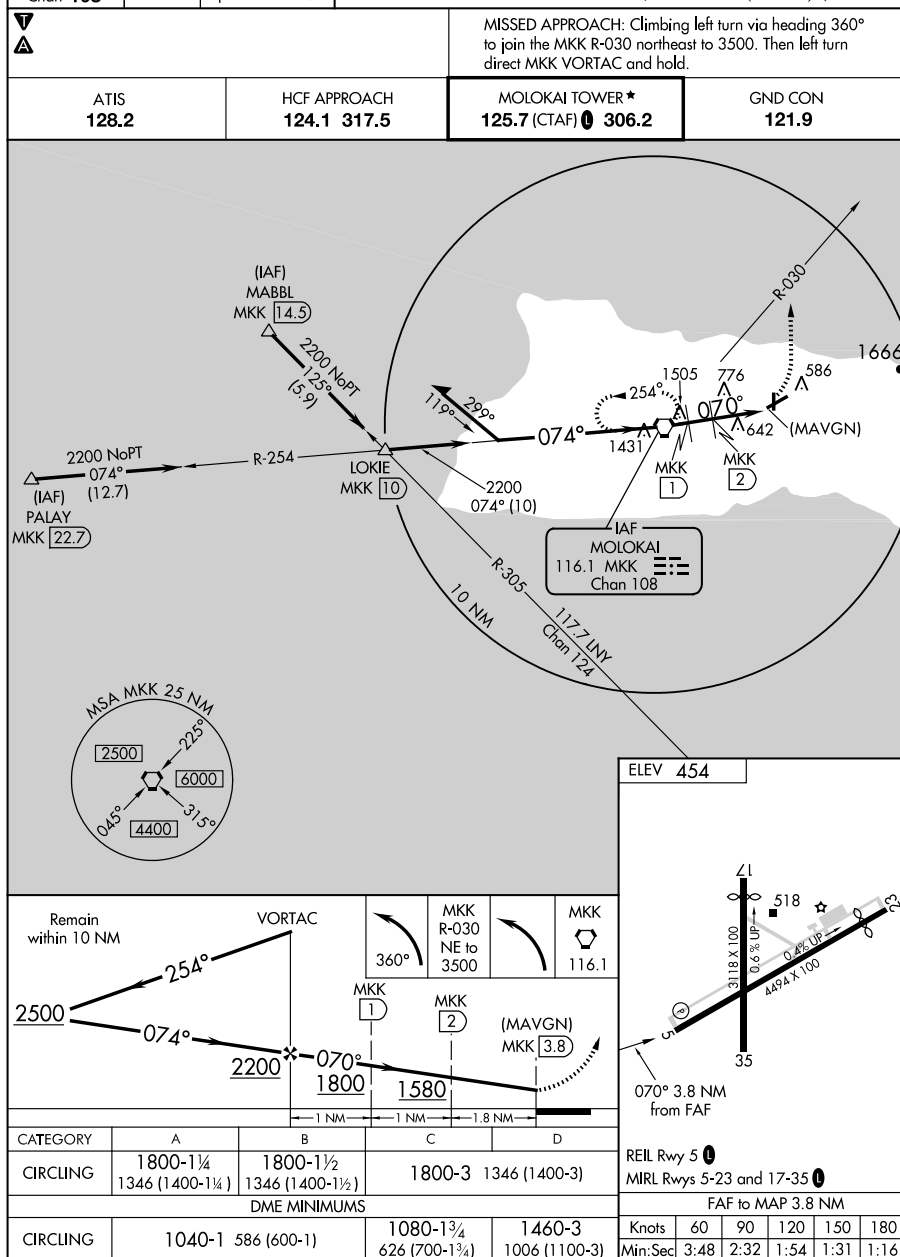 T
A
MISSED APPROACH: Climbing left turn via heading 360°
to join the MKK R-030 northeast to 3500. Then left turn
direct MKK VORTAC and hold.
ATIS
128.2
HCF APPROACH
124.1 317.5
MOLOKAI TOWER★
125.7 (CTAF) L 306.2
GND CON
121.9
(IAF)
MABBL
MKK 14.5
2200 NoPT
125°
(5.9)
R-030
1666
586
776
1505
254°
070°
299°
119°
074°
1431
642
(MAVGN)
MKK
1
MKK
2
2200 NoPT
074°
(12.7)
R-254
LOKIE
MKK 10
2200
074° (10)
(IAF)
PALAY
MKK 22.7
IAF
MOLOKAI
116.1 MKK
Chan 108
R-305
10 NM
117.7 LNY
Chan 124
MSA MKK 25 NM
225°
2500
6000
045°
315°
4400
ELEV 454
17
518
23
3118 X 100
0.6 % UP
0.4% UP
4494 X 100
P
5
35
070° 3.8 NM
from FAF
REIL Rwy 5 L
MIRL Rwys 5-23 and 17-35 L
Remain
within 10 NM
VORTAC
360°
MKK
R-030
NE to
3500
MKK
116.1
254°
2500
074°
2200
070°
MKK
1
1800
MKK
2
1580
(MAVGN)
MKK 3.8
1 NM
1 NM
1.8 NM
CATEGORY A B C D
CIRCLING 1800-1¼ 1346 (1400-1¼) 1800-1½ 1346 (1400-1½) 1800-3 1346 (1400-3)
DME MINIMUMS
CIRCLING 1040-1 586 (600-1) 1080-1¾ 626 (700-1¾) 1460-3 1006 (1100-3)
FAF to MAP 3.8 NM
Knots 60 90 120 150 180
Min:Sec 3:48 2:32 1:54 1:31 1:16